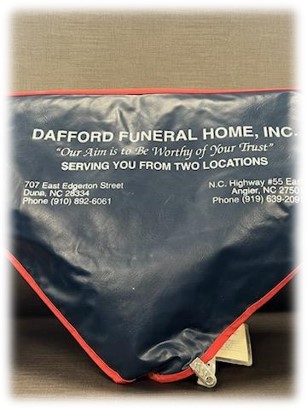 DAFFORD FUNERAL HOME, INC.
"Our Aim is to Be Worthy of Your Trust"
SERVING YOU FROM TWO LOCATIONS
707 East Edgerton Street
Dunn, NC 28334
Phone (910) 892-6061
N.C. Highway #55 Eas
Angier, NC 2750
Phone (919) 639-209